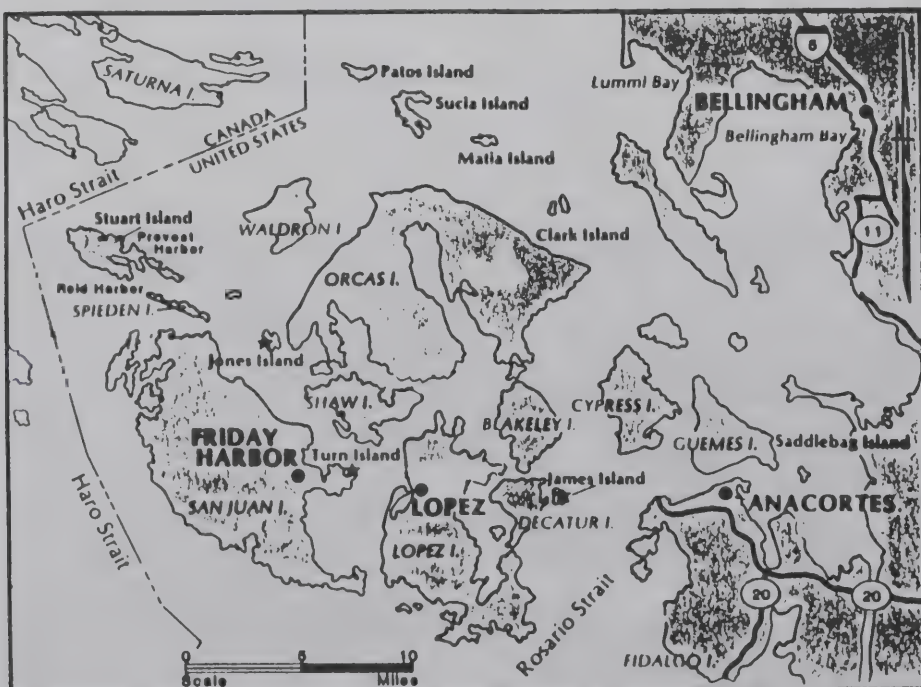 SATURNA I.
Patos Island
Sucia Island
Matia Island
Lummi Bay
5
BELLINGHAM
Bellingham Bay
11
CANADA
UNITED STATES
Haro Strait
Stuart Island
Prevost
Harbor
Reid Harbor
SPIEDEN I.
WALDRON I
Clark Island
ORCAS I.
Jones Island
SHAW I.
BLAKELEY I.
CYPRESS I.
GUEMES I.
Saddlebag Island
FRIDAY
HARBOR
Turn Island
SAN JUAN I.
LOPEZ
LOPEZ I.
James Island
DECATUR I.
ANACORTES
Haro Strait
Rosario Strait
20
20
FIDALGO I.
0 5 10
Scale Miles